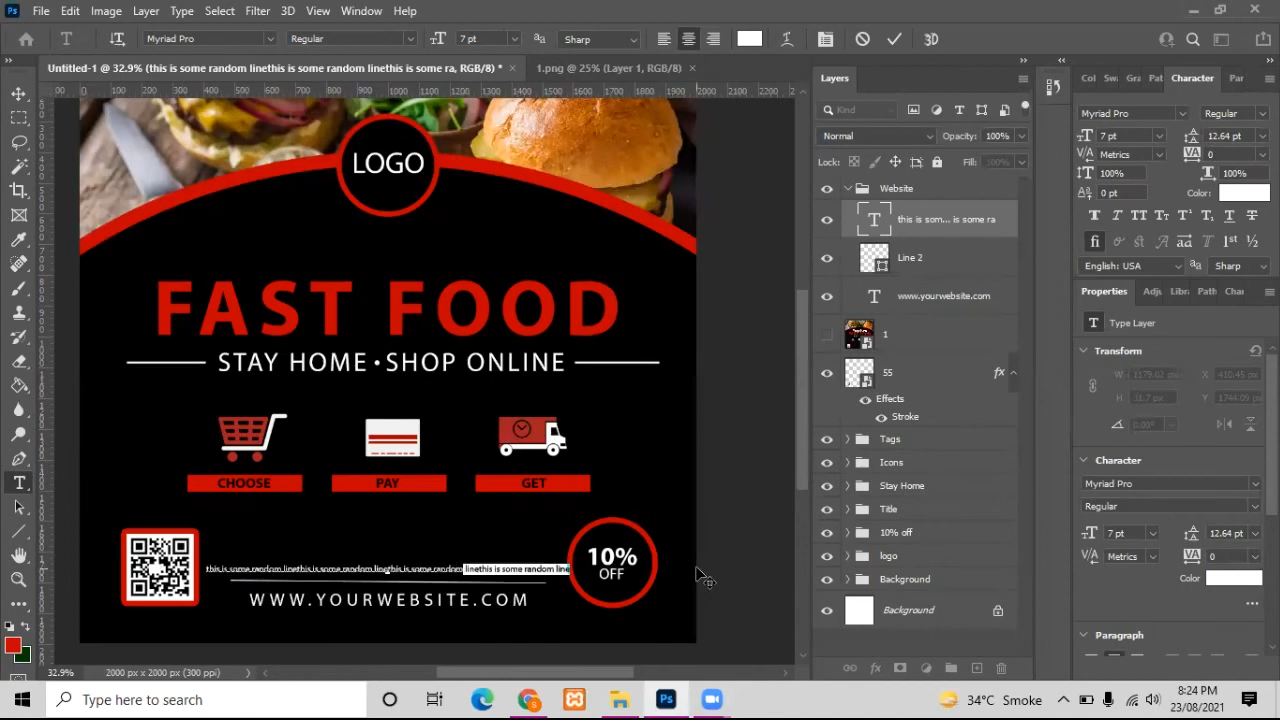 Ps File Edit Image Layer Type Select Filter 3D View Window Help
Myriad Pro Regular 7 pt Sharp 3D
Untitled-1 @ 32.9% (this is some random linethis is some random linethis is some ra, RGB/8) * 1.png @ 25% (Layer 1, RGB/8)
LOGO
FAST FOOD
STAY HOME • SHOP ONLINE
CHOOSE PAY GET
this is some random linethis is some random linethis is some random linethis is some random line
10%
OFF
WWW.YOURWEBSITE.COM
32.9% 2000 px x 2000 px (300 ppi)
Layers
Kind
Normal Opacity: 100%
Lock: Fill: 100%
Website
this is som... is some ra
Line 2
www.yourwebsite.com
1
55 fx
Effects
Stroke
Tags
Icons
Stay Home
Title
10% off
logo
Background
Background
Col Sw Gra Pat Character Par
Myriad Pro Regular
7 pt 12.64 pt
Metrics 0
100% 100%
0 pt Color:
English: USA Sharp
Properties Adju Libra Path Chan
Type Layer
Transform
W 1179.02 px X 410.45 px
H 31.7 px Y 1744.09 px
0.00°
Character
Myriad Pro
Regular
7 pt 12.64 pt
Metrics 0
Color
Paragraph
Type here to search
34°C Smoke
8:24 PM
23/08/2021